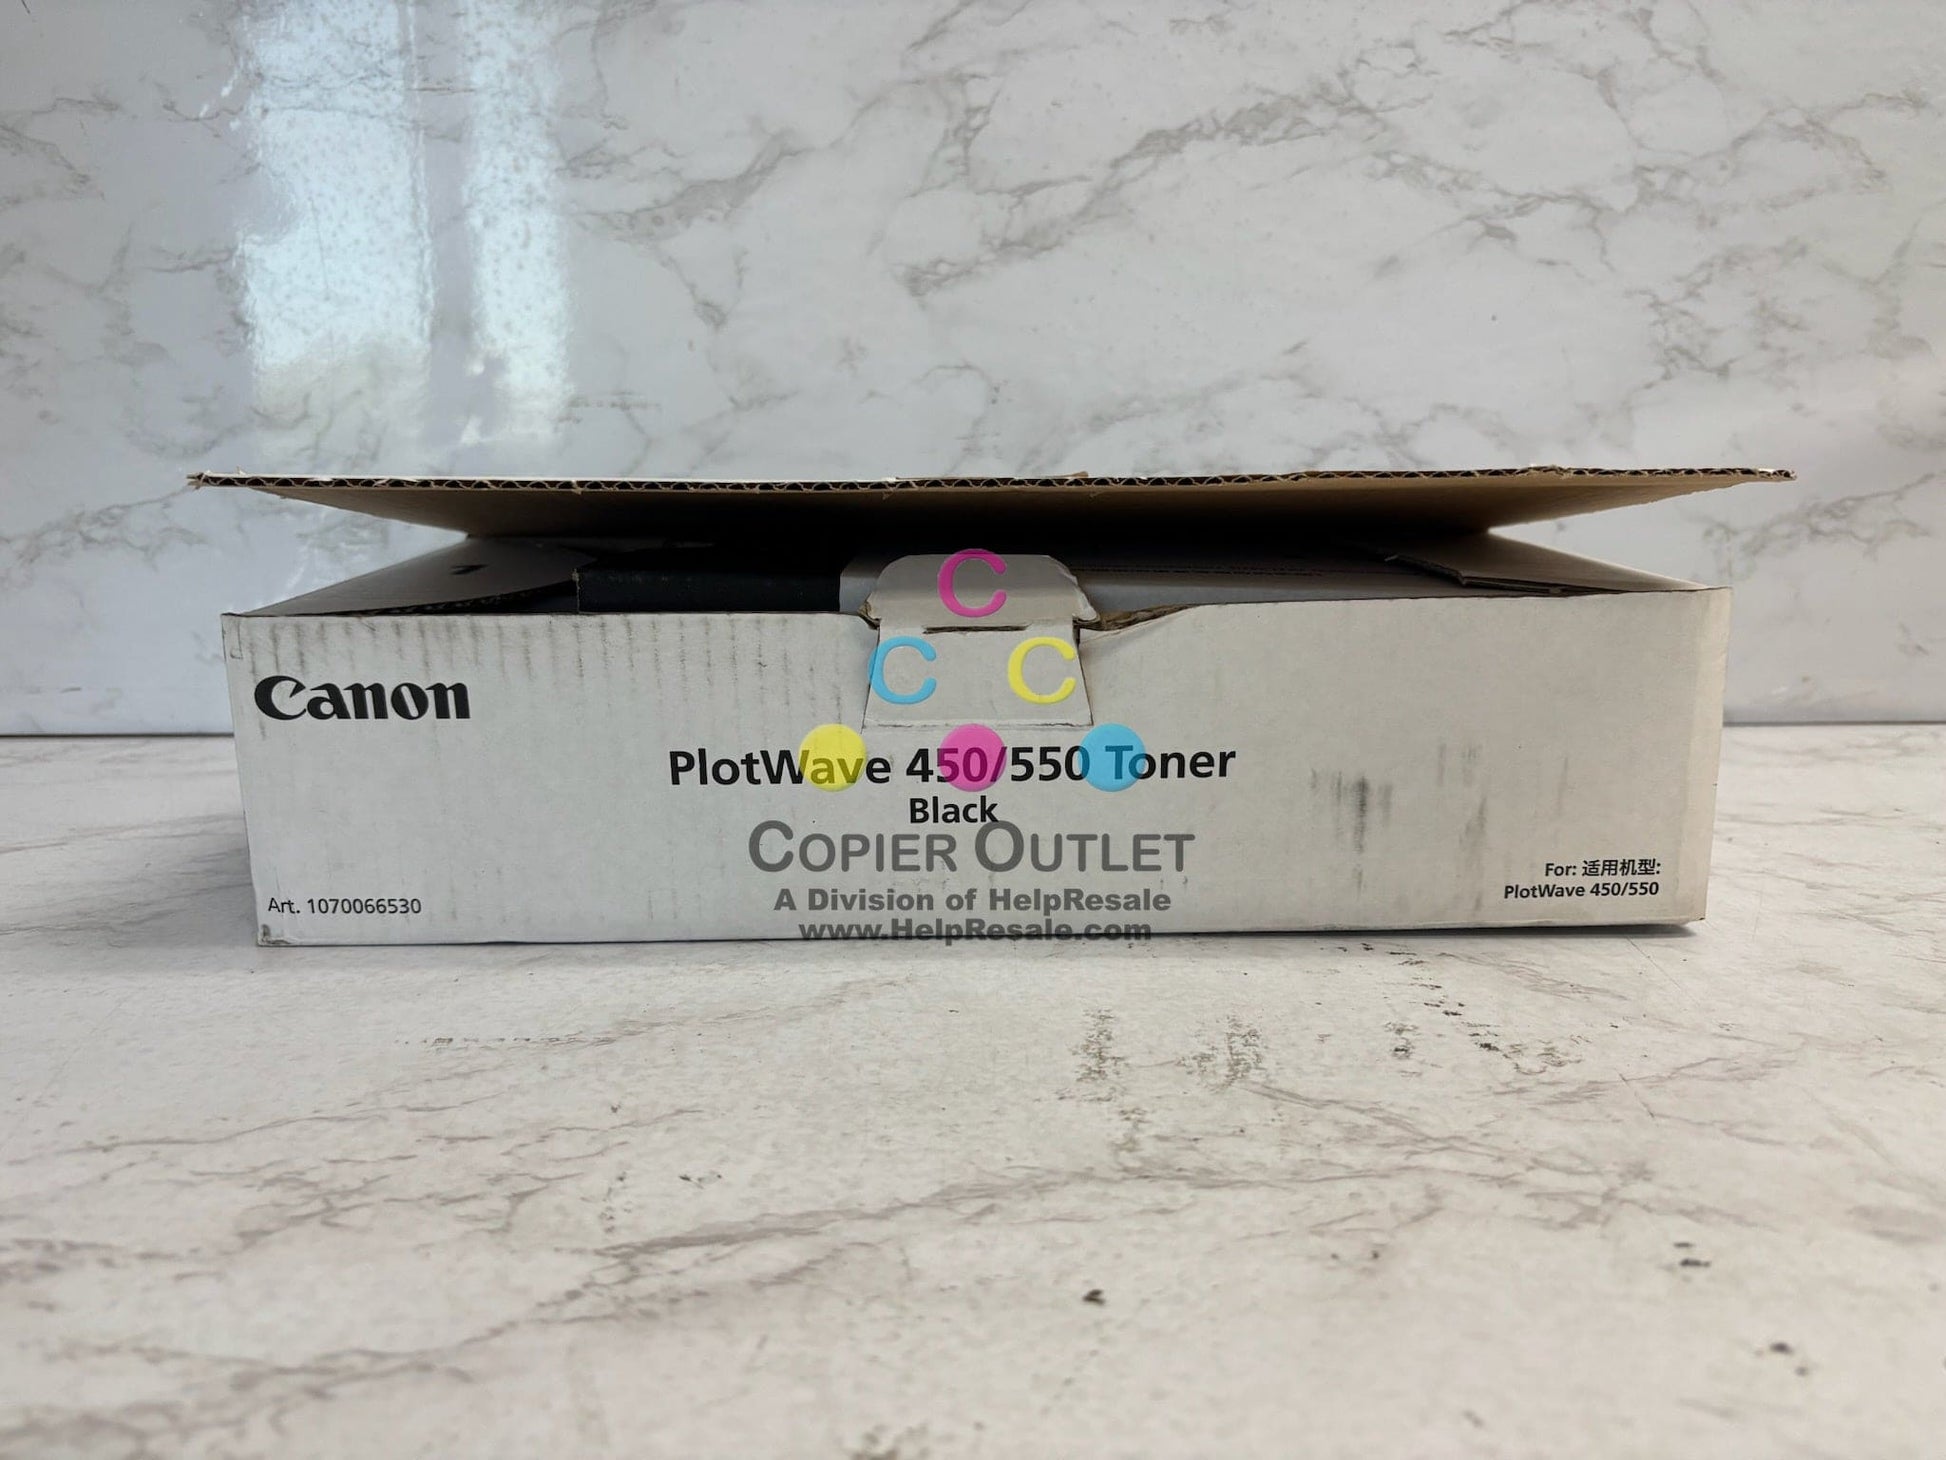 C
C C
Canon
PlotWave 450/550 Toner
Black
COPIER OUTLET
A Division of HelpResale
www.HelpResale.com
Art. 1070066530
For: 适用机型:
PlotWave 450/550